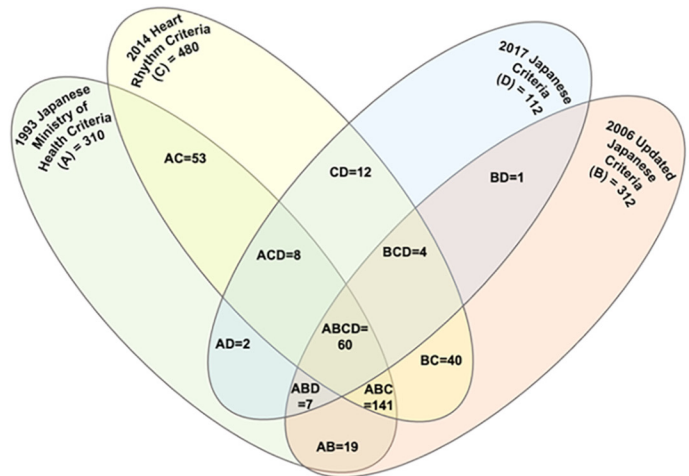 2014 Heart
Rhythm Criteria
(C) = 480
2017 Japanese
Criteria
(D) = 112
1993 Japanese
Ministry of
Health Criteria
(A) = 310
2006 Updated
Japanese
Criteria
(B) = 312
AC=53
CD=12
BD=1
ACD=8
BCD=4
ABCD=
60
AD=2
BC=40
ABD
=7
ABC
=141
AB=19